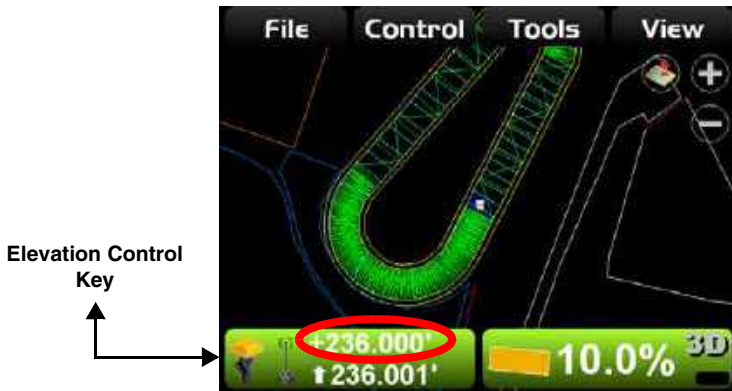 File Control Tools View
Elevation Control
Key
+236.000'
236.001'
10.0%
3D